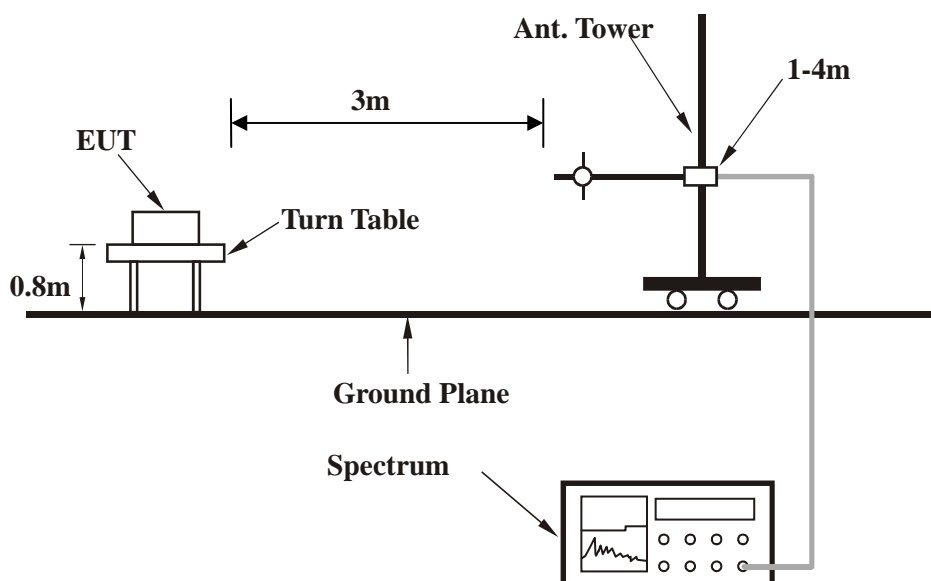 Ant. Tower
1-4m
3m
EUT
Turn Table
0.8m
Ground Plane
Spectrum